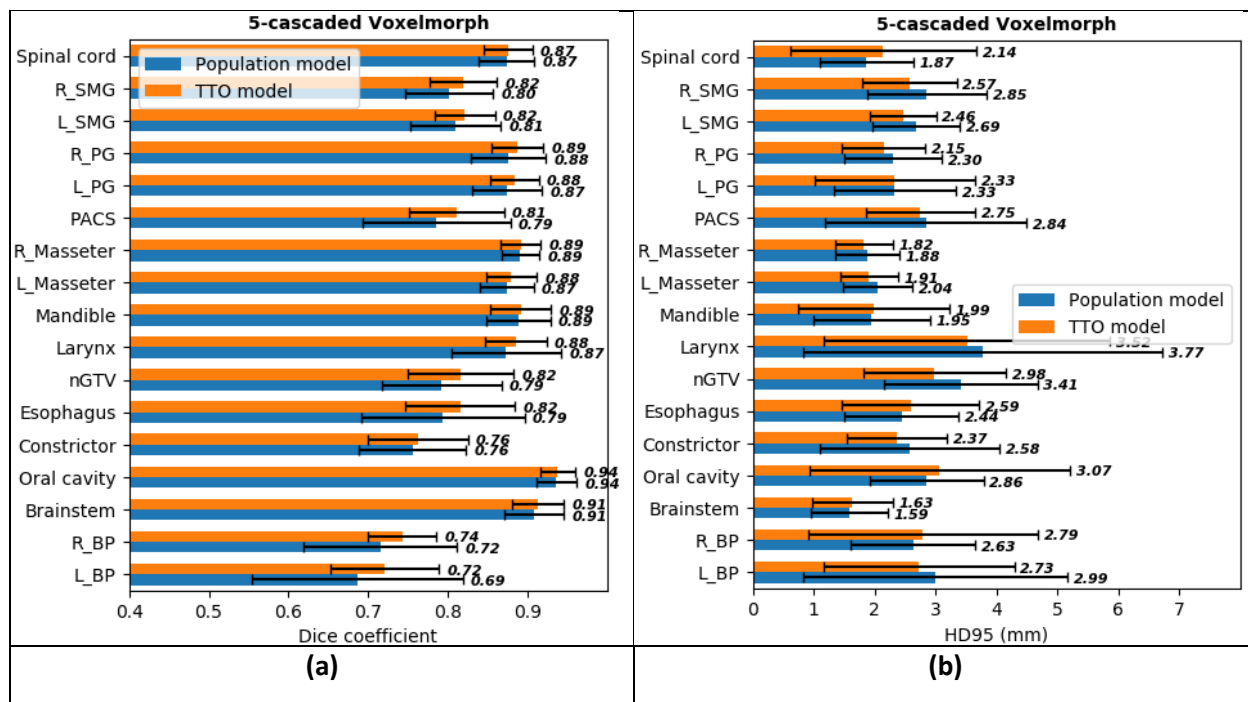 5-cascaded Voxelmorph
Population model
TTO model
Spinal cord 0.87 0.87
R_SMG 0.82 0.80
L_SMG 0.82 0.81
R_PG 0.89 0.88
L_PG 0.88 0.87
PACS 0.81 0.79
R_Masseter 0.89 0.89
L_Masseter 0.88 0.87
Mandible 0.89 0.89
Larynx 0.88 0.87
nGTV 0.82 0.79
Esophagus 0.82 0.79
Constrictor 0.76 0.76
Oral cavity 0.94 0.94
Brainstem 0.91 0.91
R_BP 0.74 0.72
L_BP 0.72 0.69
0.4 0.5 0.6 0.7 0.8 0.9
Dice coefficient
(a)
5-cascaded Voxelmorph
Spinal cord 2.14 1.87
R_SMG 2.57 2.85
L_SMG 2.46 2.69
R_PG 2.15 2.30
L_PG 2.33 2.33
PACS 2.75 2.84
R_Masseter 1.82 1.88
L_Masseter 1.91 2.04
Population model
TTO model
Mandible 1.99 1.95
Larynx 3.52 3.77
nGTV 2.98 3.41
Esophagus 2.59 2.44
Constrictor 2.37 2.58
Oral cavity 3.07 2.86
Brainstem 1.63 1.59
R_BP 2.79 2.63
L_BP 2.73 2.99
0 1 2 3 4 5 6 7
HD95 (mm)
(b)